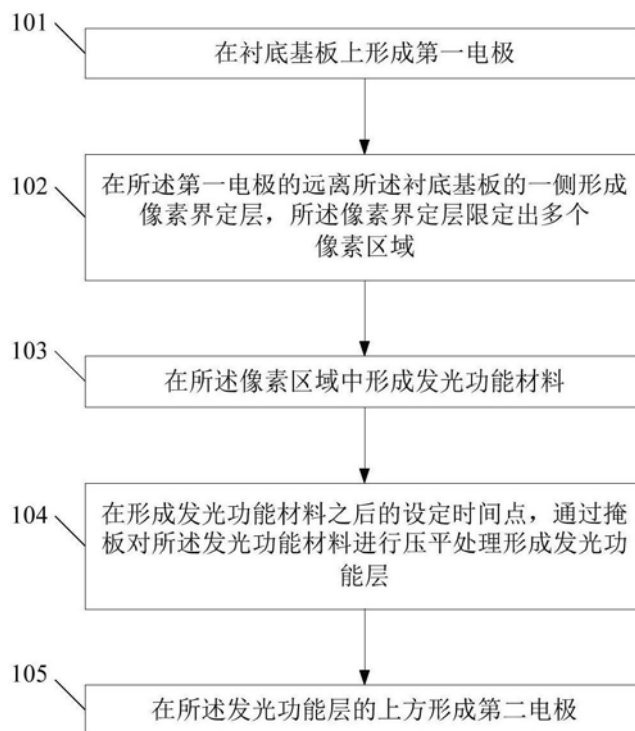 101
在衬底基板上形成第一电极
102
在所述第一电极的远离所述衬底基板的一侧形成
像素界定层，所述像素界定层限定出多个
像素区域
103
在所述像素区域中形成发光功能材料
104
在形成发光功能材料之后的设定时间点，通过掩
板对所述发光功能材料进行压平处理形成发光功
能层
105
在所述发光功能层的上方形成第二电极